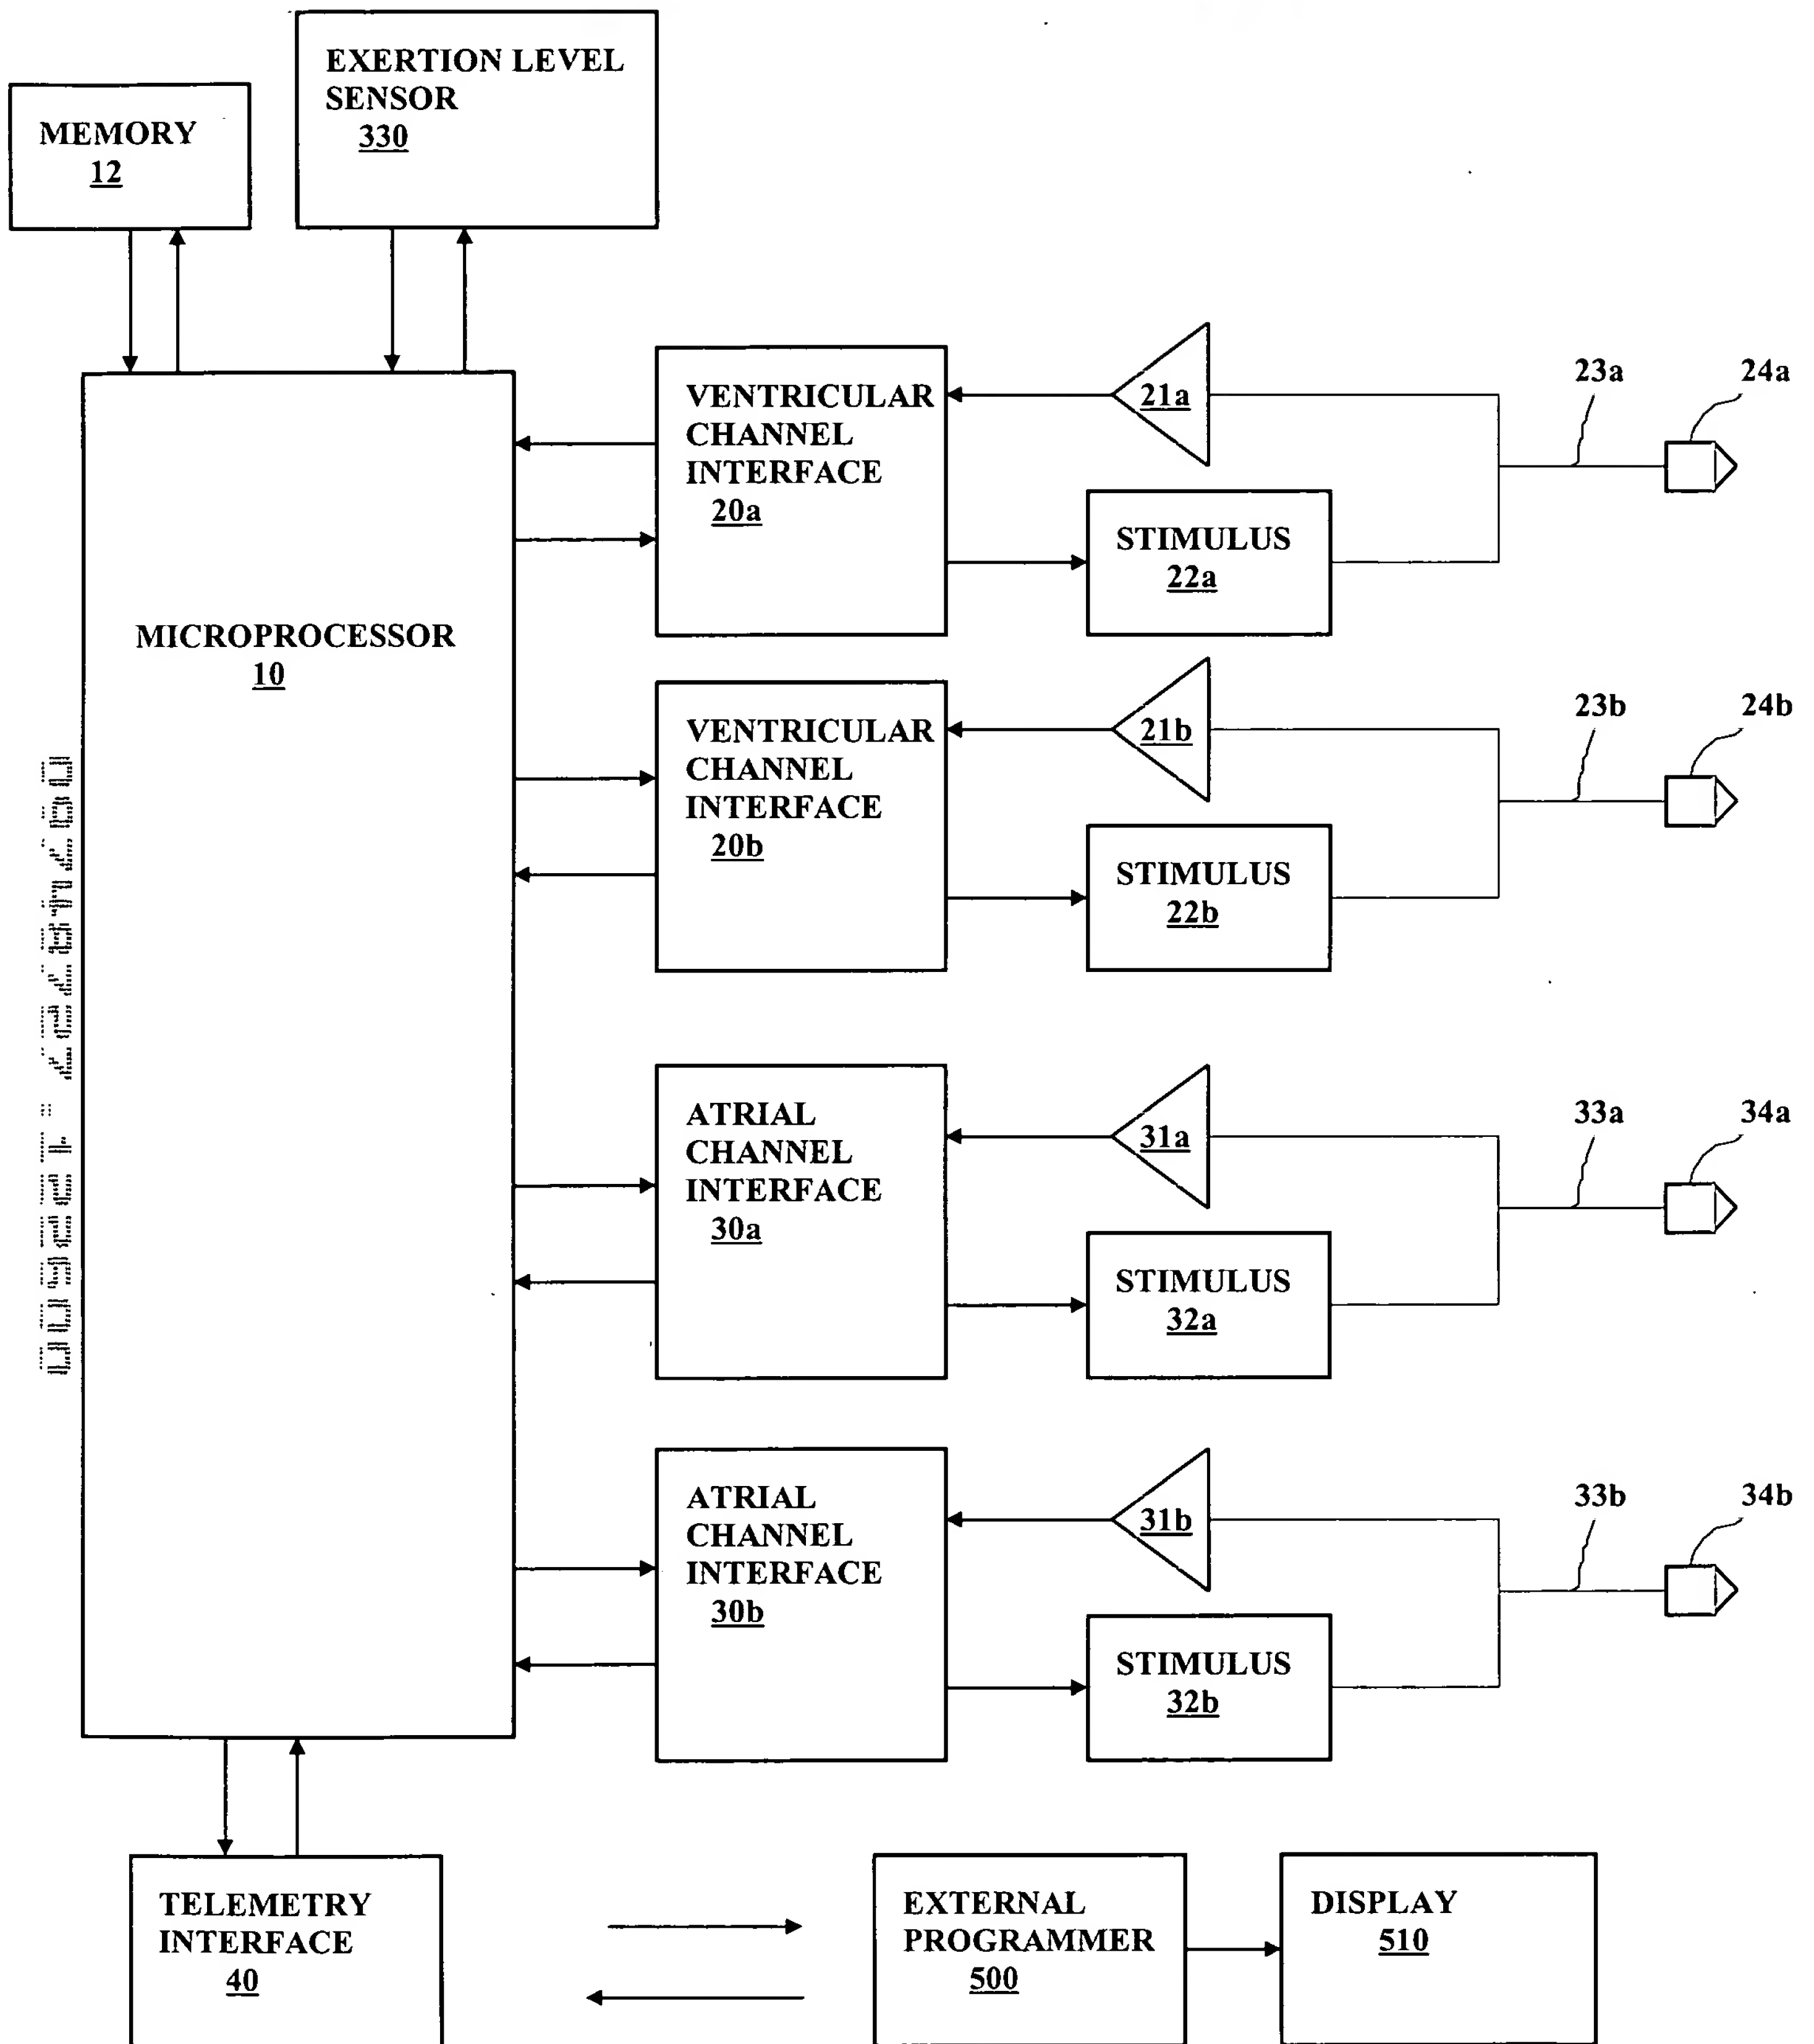 EXERTION LEVEL
SENSOR
330
MEMORY
12
MICROPROCESSOR
10
VENTRICULAR
CHANNEL
INTERFACE
20a
21a
STIMULUS
22a
23a
24a
VENTRICULAR
CHANNEL
INTERFACE
20b
21b
STIMULUS
22b
23b
24b
ATRIAL
CHANNEL
INTERFACE
30a
31a
STIMULUS
32a
33a
34a
ATRIAL
CHANNEL
INTERFACE
30b
31b
STIMULUS
32b
33b
34b
TELEMETRY
INTERFACE
40
EXTERNAL
PROGRAMMER
500
DISPLAY
510